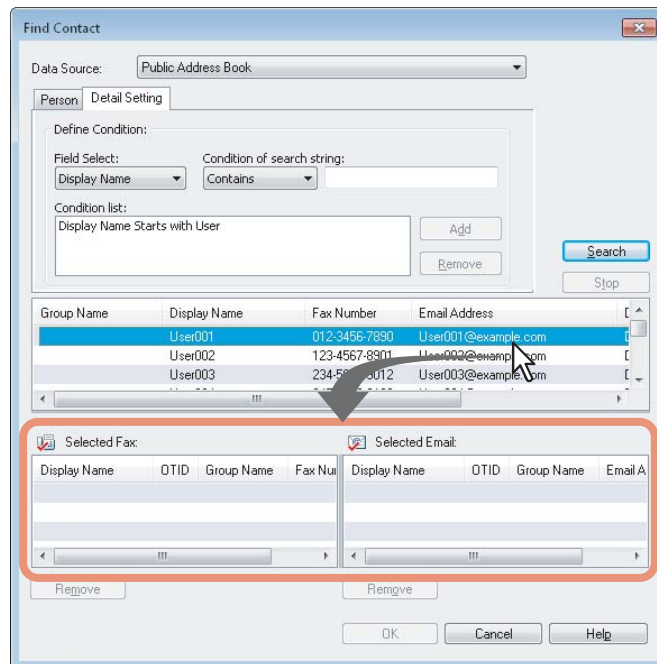 Find Contact
Data Source: Public Address Book
Person Detail Setting
Define Condition:
Field Select: Condition of search string:
Display Name Contains
Condition list:
Display Name Starts with User
Add
Remove
Search
Stop
Group Name Display Name Fax Number Email Address
User001 012-3456-7890 User001@example.com
User002 123-4567-8901
User003
Selected Fax: Selected Email:
Display Name OTID Group Name Fax Num Display Name OTID Group Name Email A
Remove Remove
OK Cancel Help